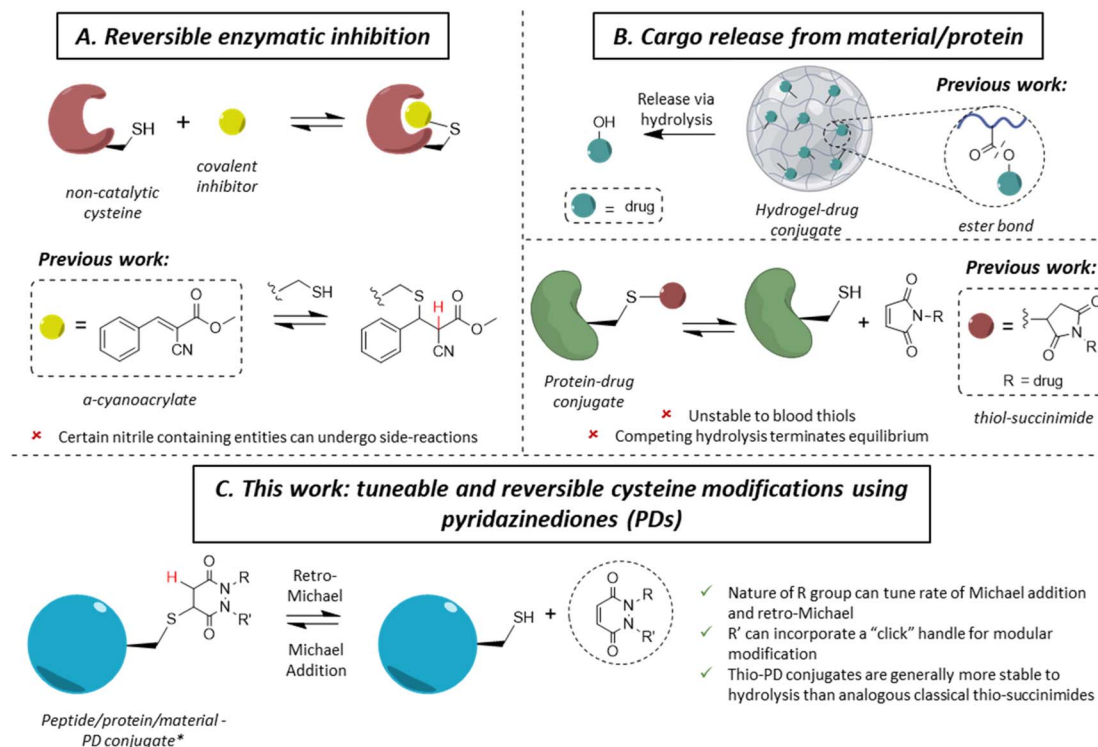 A. Reversible enzymatic inhibition
SH
+
S
non-catalytic
cysteine
covalent
inhibitor
Previous work:
=
O
O
CN
SH
S
H
O
O
CN
α-cyanoacrylate
✗ Certain nitrile containing entities can undergo side-reactions
B. Cargo release from material/protein
Previous work:
Release via
hydrolysis
OH
= drug
Hydrogel-drug
conjugate
O
O
ester bond
Previous work:
S
SH
+
O
N-R
O
=
O
N
R
O
R = drug
Protein-drug
conjugate
thiol-succinimide
✗ Unstable to blood thiols
✗ Competing hydrolysis terminates equilibrium
C. This work: tuneable and reversible cysteine modifications using
pyridazinediones (PDs)
H
O
N
R
N
R'
S
O
Retro-
Michael
Michael
Addition
SH
+
O
N
R
N
R'
O
✓ Nature of R group can tune rate of Michael addition
and retro-Michael
✓ R' can incorporate a “click” handle for modular
modification
✓ Thio-PD conjugates are generally more stable to
hydrolysis than analogous classical thio-succinimides
Peptide/protein/material -
PD conjugate*